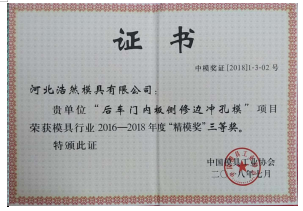 证书
中模奖证[2018]1-3-02号
河北浩然模具有限公司：
贵单位“后车门内板侧修边冲孔模”项目
荣获模具行业2016—2018年度“精模奖”三等奖。
特颁此证
中国模具工业协会
二〇一八年七月